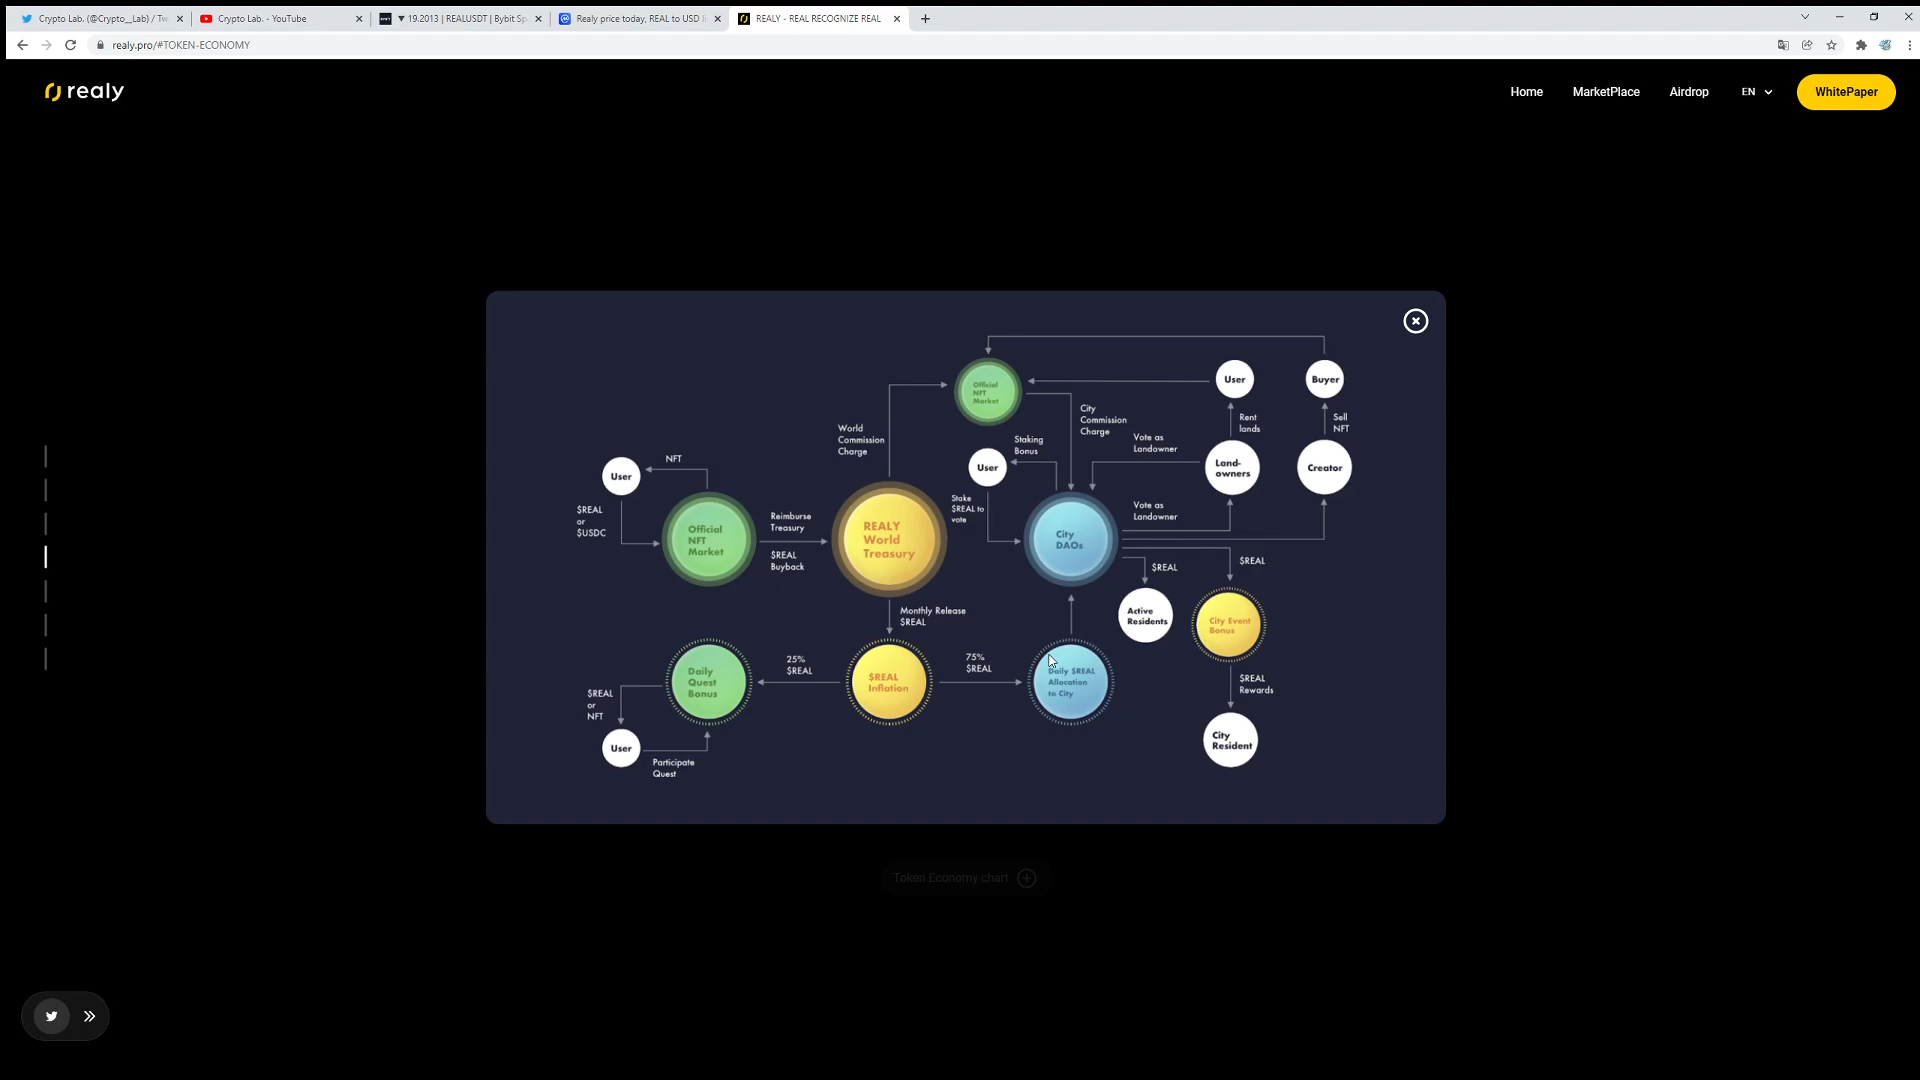 Crypto Lab. (@Crypto__Lab) / Tw
Crypto Lab. - YouTube
▼ 19.2013 | REALUSDT | Bybit Sp
Realy price today, REAL to USD li
REALY - REAL RECOGNIZE REAL
realy.pro/#TOKEN-ECONOMY
realy
Home
MarketPlace
Airdrop
EN
WhitePaper
Official
NFT
Market
User
Buyer
World
Commission
Charge
City
Commission
Charge
Rent
lands
Sell
NFT
Staking
Bonus
Vote as
Landowner
NFT
User
User
Land-
owners
Creator
$REAL
or
$USDC
Official
NFT
Market
Reimburse
Treasury
$REAL
Buyback
REALY
World
Treasury
Stake
$REAL to
vote
City
DAOs
Vote as
Landowner
$REAL
$REAL
Monthly Release
$REAL
Active
Residents
City Event
Bonus
Daily
Quest
Bonus
25%
$REAL
$REAL
Inflation
75%
$REAL
Daily $REAL
Allocation
to City
$REAL
Rewards
$REAL
or
NFT
User
Participate
Quest
City
Resident
Token Economy chart